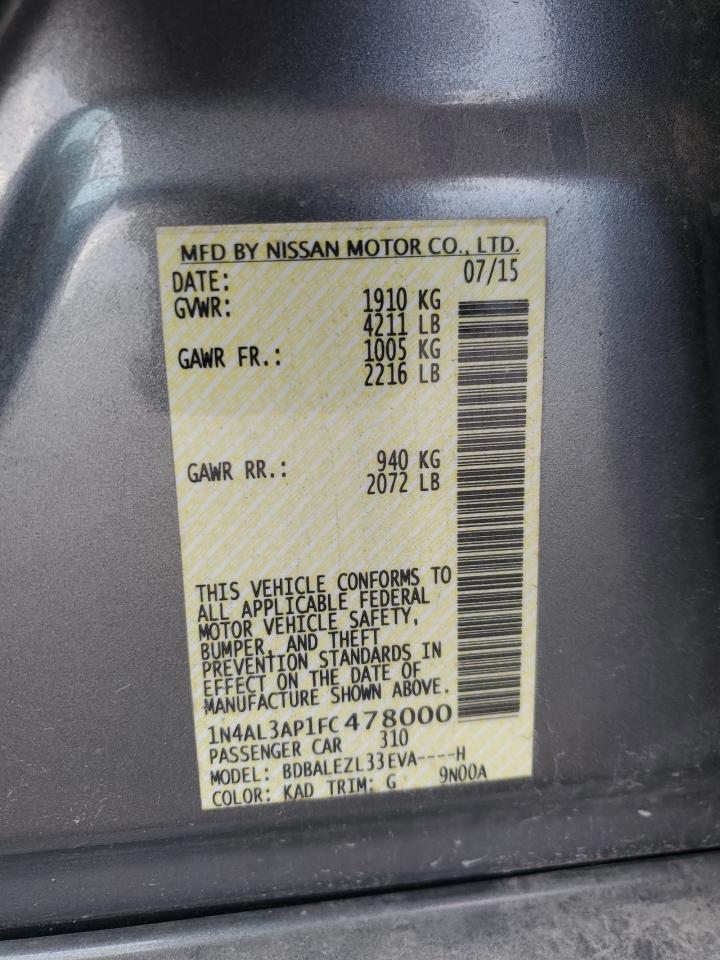 MFD BY NISSAN MOTOR CO., LTD.
DATE: 07/15
GVWR: 1910 KG
4211 LB
GAWR FR.: 1005 KG
2216 LB
GAWR RR.: 940 KG
2072 LB
THIS VEHICLE CONFORMS TO
ALL APPLICABLE FEDERAL
MOTOR VEHICLE SAFETY,
BUMPER, AND THEFT
PREVENTION STANDARDS IN
EFFECT ON THE DATE OF
MANUFACTURE SHOWN ABOVE.
1N4AL3AP1FC478000
PASSENGER CAR 310
MODEL: BDBALEZL33EVA----H
COLOR: KAD TRIM: G 9N00A